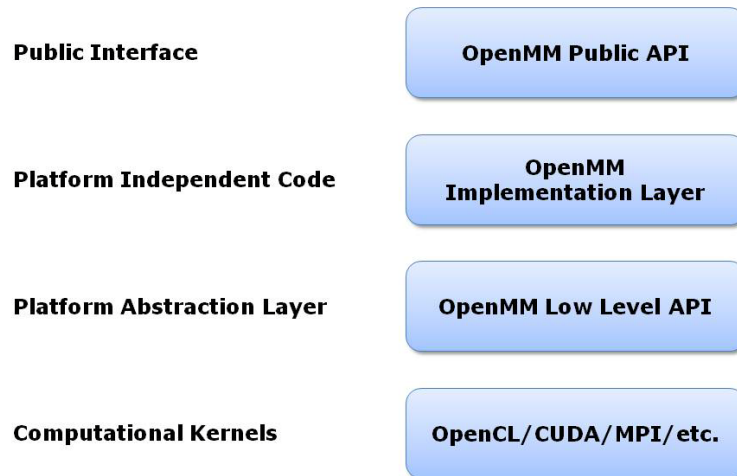 Public Interface
OpenMM Public API
Platform Independent Code
OpenMM
Implementation Layer
Platform Abstraction Layer
OpenMM Low Level API
Computational Kernels
OpenCL/CUDA/MPI/etc.